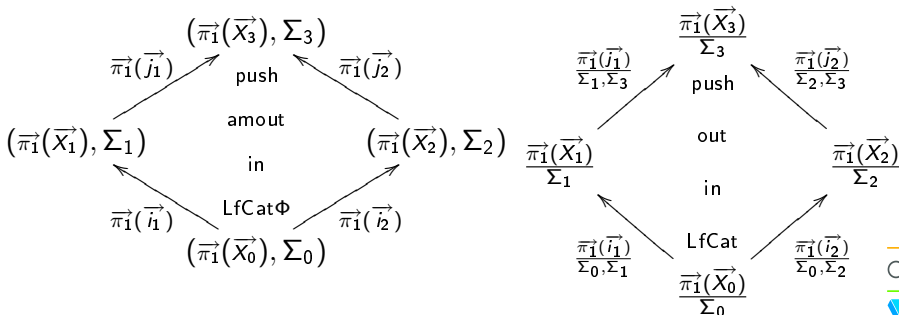 (π₁→(X₃→), Σ₃)
π₁→(j₁→) push π₁→(j₂→)
amout
(π₁→(X₁→), Σ₁) (π₁→(X₂→), Σ₂)
in
LfCatΦ
π₁→(i₁→) π₁→(i₂→)
(π₁→(X₀→), Σ₀)
π₁→(X₃→)
Σ₃
π₁→(j₁→) π₁→(j₂→)
Σ₁,Σ₃ push Σ₂,Σ₃
out
π₁→(X₁→) π₁→(X₂→)
Σ₁ Σ₂
in
LfCat
π₁→(i₁→) π₁→(i₂→)
Σ₀,Σ₁ Σ₀,Σ₂
π₁→(X₀→)
Σ₀